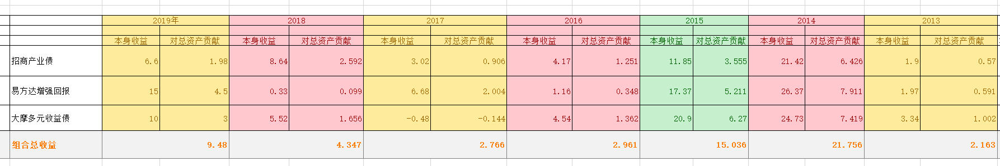 2019年 2018 2017 2016 2015 2014 2013
本身收益 对总资产贡献 本身收益 对总资产贡献 本身收益 对总资产贡献 本身收益 对总资产贡献 本身收益 对总资产贡献 本身收益 对总资产贡献 本身收益 对总资产贡献
招商产业债 6.6 1.98 8.64 2.592 3.02 0.906 4.17 1.251 11.85 3.555 21.42 6.426 1.9 0.57
易方达增强回报 15 4.5 0.33 0.099 6.68 2.004 1.16 0.348 17.37 5.211 26.37 7.911 1.97 0.591
大摩多元收益债 10 3 5.52 1.656 -0.48 -0.144 4.54 1.362 20.9 6.27 24.73 7.419 3.34 1.002
组合总收益 9.48 4.347 2.766 2.961 15.036 21.756 2.163